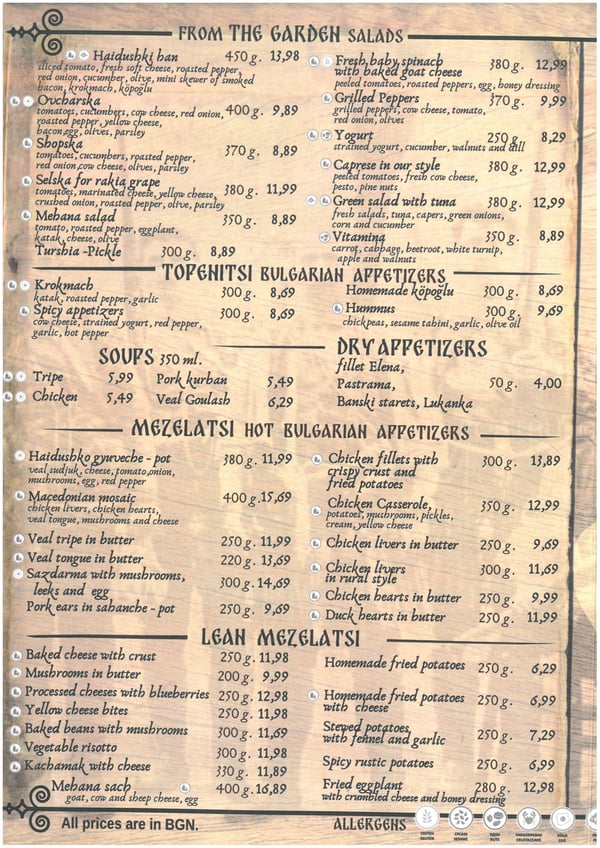 FROM THE GARDEN SALADS
Haidushki han 450 g. 13,98
sliced tomato, fresh soft cheese, roasted pepper,
red onion, cucumber, olive, mini skewer of smoked
bacon, krokmach, köpoğlu
Ovcharska 400 g. 9,89
tomatoes, cucumbers, cow cheese, red onion,
roasted pepper, yellow cheese,
bacon, egg, olives, parsley
Shopska 370 g. 8,89
tomatoes, cucumbers, roasted pepper,
red onion, cow cheese, olives, parsley
Selska for rakia grape 380 g. 11,99
tomatoes, marinated cheese, yellow cheese,
crushed onion, roasted pepper, olive, parsley
Mehana salad 350 g. 8,89
tomato, roasted pepper, eggplant,
katak, cheese, olive
Turshia -Pickle 300 g. 8,89
Fresh baby spinach 380 g. 12,99
with baked goat cheese
peeled tomatoes, roasted peppers, egg, honey dressing
Grilled Peppers 370 g. 9,99
grilled peppers, cow cheese, tomato,
red onion, olives
Yogurt 250 g. 8,29
strained yogurt, cucumber, walnuts and dill
Caprese in our style 380 g. 12,99
peeled tomatoes, fresh cow cheese,
pesto, pine nuts
Green salad with tuna 380 g. 12,99
fresh salads, tuna, capers, green onions,
corn and cucumber
Vitamina 350 g. 8,89
carrot, cabbage, beetroot, white turnip,
apple and walnuts
TOPENITSI BULGARIAN APPETIZERS
Krokmach 300 g. 8,69
katak, roasted pepper, garlic
Spicy appetizers 300 g. 8,69
cow cheese, strained yogurt, red pepper,
garlic, hot pepper
Homemade köpoğlu 300 g. 8,69
Hummus 300 g. 9,69
chickpeas, sesame tahini, garlic, olive oil
SOUPS 350 ml.
Tripe 5,99 Pork kurban 5,49
Chicken 5,49 Veal Goulash 6,29
DRY APPETIZERS
fillet Elena,
Pastrama, 50 g. 4,00
Banski starets, Lukanka
MEZELATSI HOT BULGARIAN APPETIZERS
Haidushko gyuveche - pot 380 g. 11,99
veal sudjuk, cheese, tomato, onion,
mushrooms, egg, red pepper
Macedonian mosaic 400 g. 15,69
chicken livers, chicken hearts,
veal tongue, mushrooms and cheese
Veal tripe in butter 250 g. 11,99
Veal tongue in butter 220 g. 13,69
Sazdarma with mushrooms, 300 g. 14,69
leeks and egg
Pork ears in sahanche - pot 250 g. 9,69
Chicken fillets with 300 g. 13,89
crispy crust and
fried potatoes
Chicken Casserole, 350 g. 12,99
potatoes, mushrooms, pickles,
cream, yellow cheese
Chicken livers in butter 250 g. 9,69
Chicken livers 300 g. 11,69
in rural style
Chicken hearts in butter 250 g. 9,99
Duck hearts in butter 250 g. 11,99
LEAN MEZELATSI
Baked cheese with crust 250 g. 11,98
Mushrooms in butter 200 g. 9,99
Processed cheeses with blueberries 250 g. 12,98
Yellow cheese bites 250 g. 11,98
Baked beans with mushrooms 300 g. 11,69
Vegetable risotto 300 g. 11,98
Kachamak with cheese 330 g. 11,89
Mehana sach 400 g. 16,89
goat, cow and sheep cheese, egg
Homemade fried potatoes 250 g. 6,29
Homemade fried potatoes 250 g. 6,99
with cheese
Stewed potatoes 250 g. 7,29
with fennel and garlic
Spicy rustic potatoes 250 g. 6,99
Fried eggplant 280 g. 12,98
with crumbled cheese and honey dressing
All prices are in BGN.
ALLERGENS